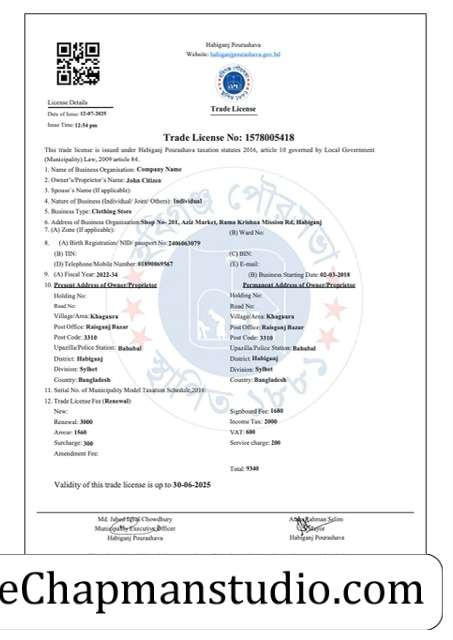 Habiganj Pourashava
Website: habiganjpourashava.gov.bd
License Details
Date of Issue: 12-07-2025
Issue Time: 12:54 pm
Trade License
Trade License No: 1578005418
This trade license is issued under Habiganj Pourashava taxation statutes 2016, article 10 governed by Local Government
(Municipality) Law, 2009 article 84.
1. Name of Business Organisation: Company Name
2. Owner's/Proprietor's Name: John Citizen
3. Spouse's Name (If applicable):
4. Nature of Business (Individual/ Joint/ Others): Individual
5. Business Type: Clothing Store
6. Address of Business Organization: Shop No- 201, Aziz Market, Rama Krishna Mission Rd, Habiganj
7. (A) Zone (If applicable): (B) Ward No:
8. (A) Birth Registration/ NID/ passport No: 2406063079
(B) TIN: (C) BIN:
(D) Telephone/Mobile Number: 01890069567 (E) E-mail:
9. (A) Fiscal Year: 2022-34 (B) Business Starting Date: 02-03-2018
10. Present Address of Owner/Proprietor Permanent Address of Owner/Proprietor
Holding No: Holding No:
Road No: Road No:
Village/Area: Khagaura Village/Area: Khagaura
Post Office: Raisganj Bazar Post Office: Raisganj Bazar
Post Code: 3310 Post Code: 3310
Upazilla/Police Station: Bahubal Upazilla/Police Station: Bahubal
District: Habiganj District: Habiganj
Division: Sylhet Division: Sylhet
Country: Bangladesh Country: Bangladesh
11. Serial No. of Municipality Model Taxation Schedule,2016:
12. Trade License Fee (Renewal)
New: Signboard Fee: 1680
Renewal: 3000 Income Tax: 2000
Arrear: 1560 VAT: 600
Surcharge: 300 Service charge: 200
Amendment Fee:
Total: 9340
Validity of this trade license is up to 30-06-2025
Md. Jabed Iqbal Chowdhury Rahman Selim
Municipality Executive Officer Mayor
Habiganj Pourashava Habiganj Pourashava
eChapmanstudio.com